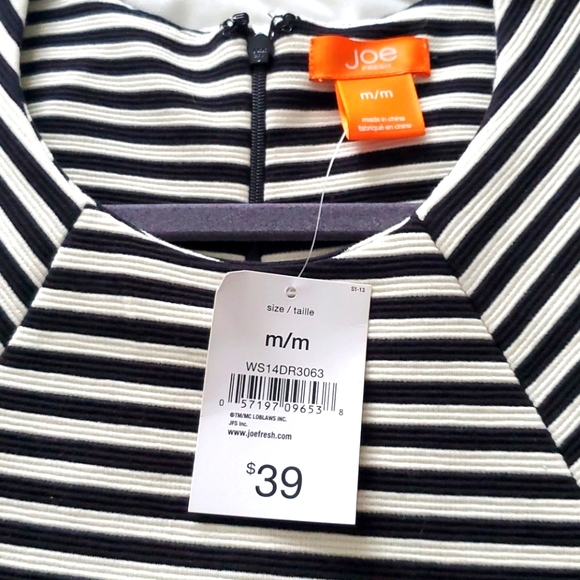 Joe
FRESH
m/m
made in china
fabriqué en chine
S1-13
size / taille
m/m
WS14DR3063
0 57197 09653 8
©TM/MC LOBLAWS INC.
JFS Inc.
www.joefresh.com
$39